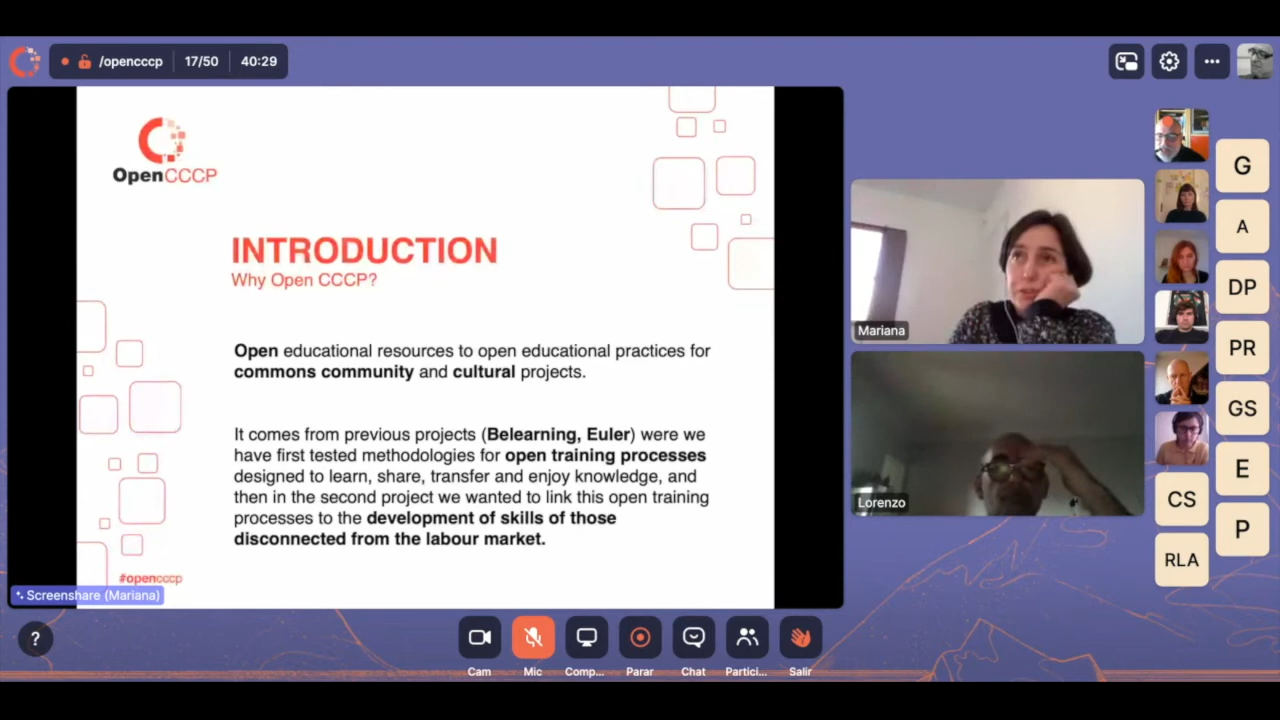 /opencccp 17/50 40:29
OpenCCCP
INTRODUCTION
Why Open CCCP?
Open educational resources to open educational practices for
commons community and cultural projects.
It comes from previous projects (Belearning, Euler) were we
have first tested methodologies for open training processes
designed to learn, share, transfer and enjoy knowledge, and
then in the second project we wanted to link this open training
processes to the development of skills of those
disconnected from the labour market.
#opencccp
Screenshare (Mariana)
Mariana
Lorenzo
G
A
DP
PR
GS
E
P
CS
RLA
?
Cam
Mic
Comp...
Parar
Chat
Partici...
Salir